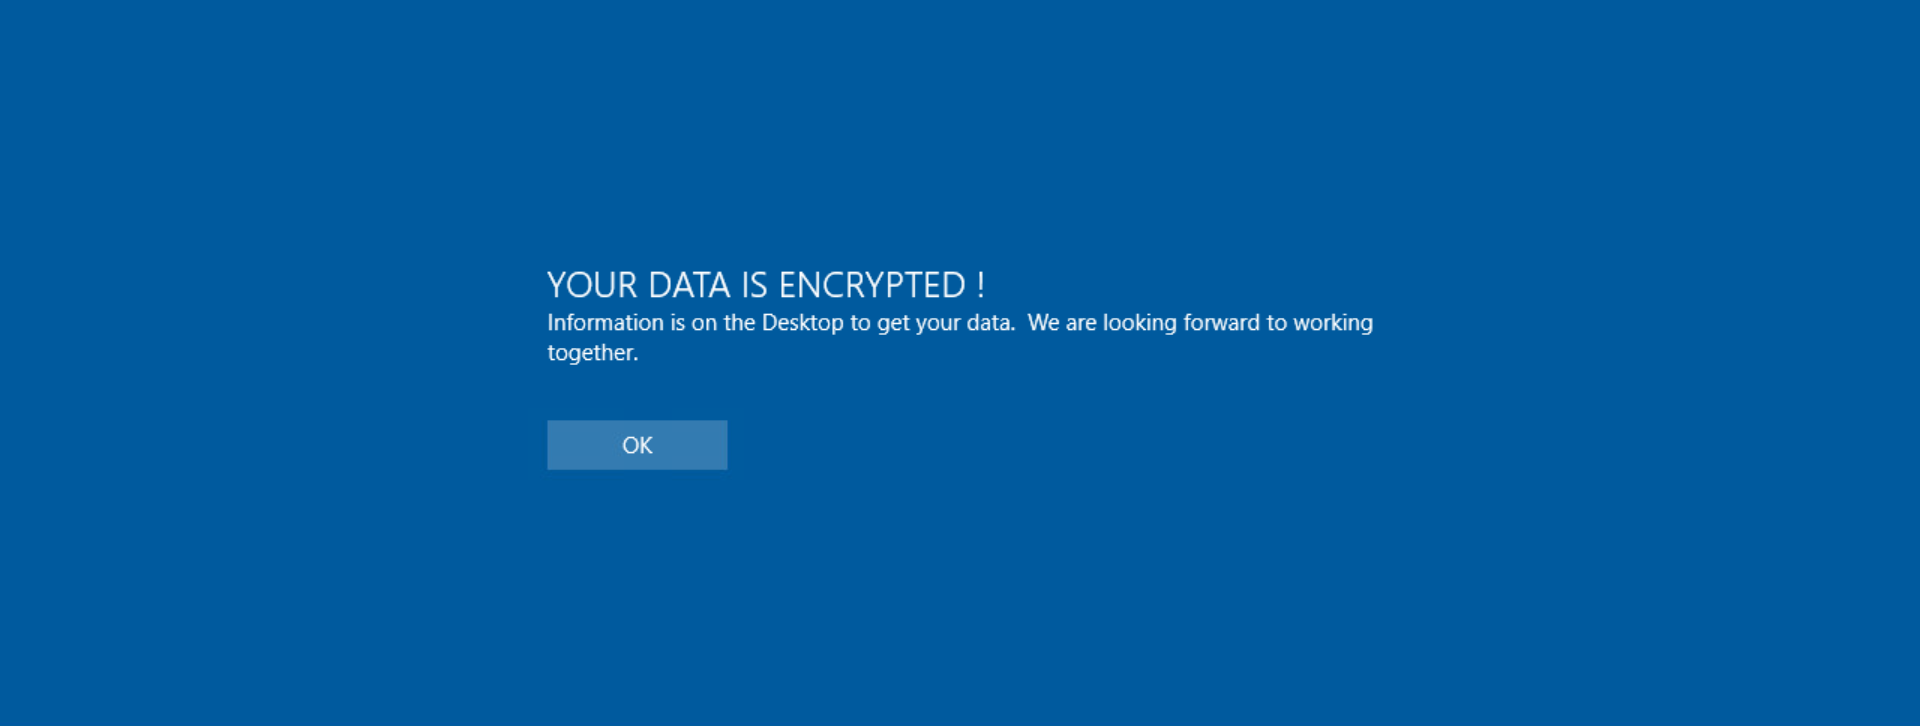 YOUR DATA IS ENCRYPTED !
Information is on the Desktop to get your data.  We are looking forward to working
together.
OK